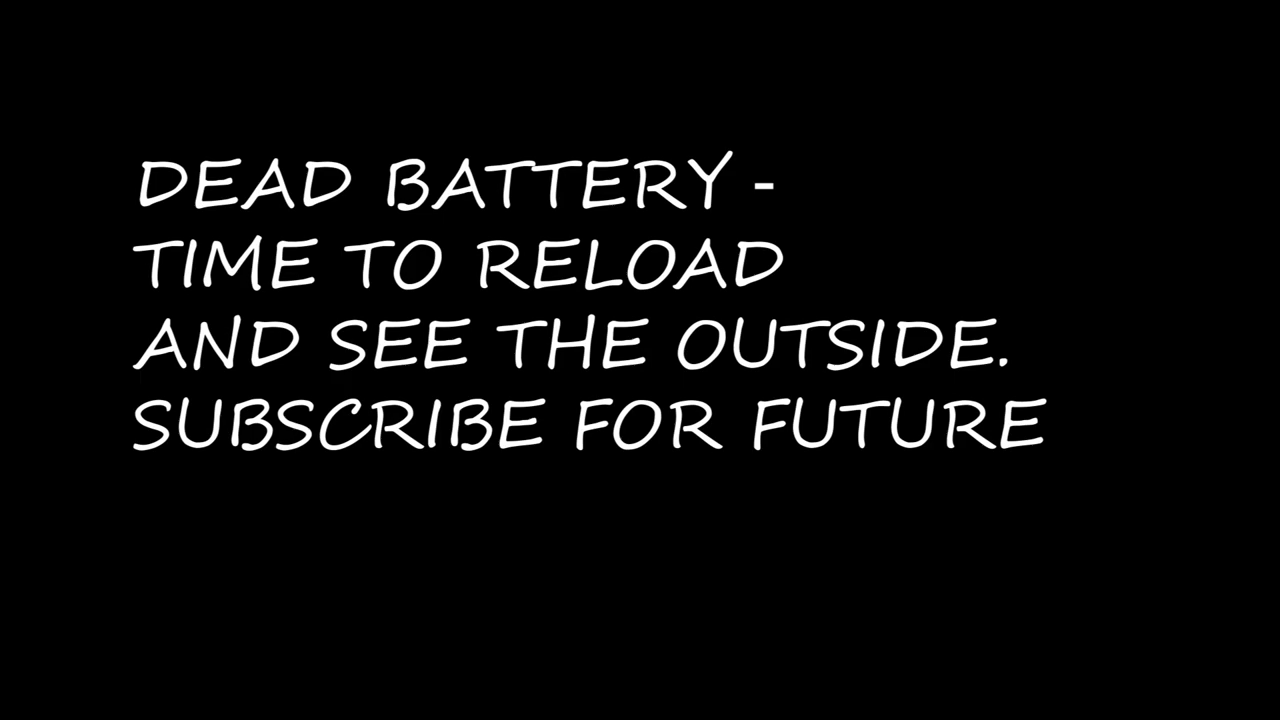 DEAD BATTERY -
TIME TO RELOAD
AND SEE THE OUTSIDE.
SUBSCRIBE FOR FUTURE